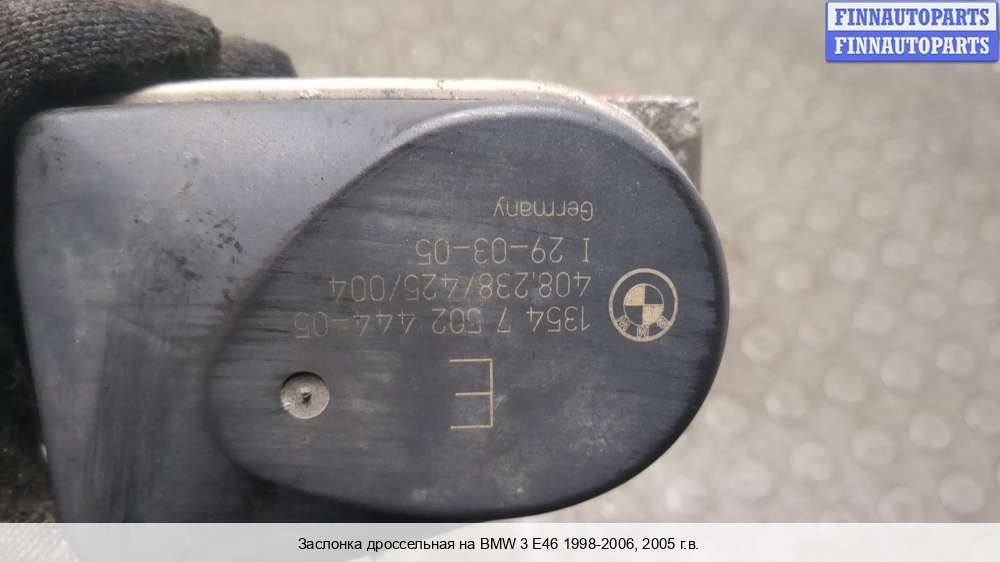 FINNAUTOPARTS
FINNAUTOPARTS
E
1354 7 502 444-05
408.238/425/004
I 29-03-05
Germany
BMW
Заслонка дроссельная на BMW 3 E46 1998-2006, 2005 г.в.